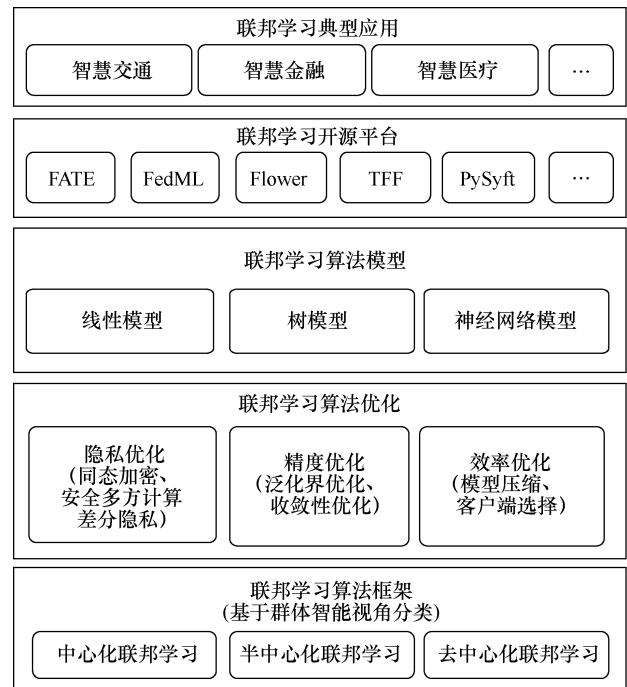 联邦学习典型应用
智慧交通 智慧金融 智慧医疗 …
联邦学习开源平台
FATE FedML Flower TFF PySyft …
联邦学习算法模型
线性模型 树模型 神经网络模型
联邦学习算法优化
隐私优化
(同态加密、
安全多方计算
差分隐私)
精度优化
(泛化界优化、
收敛性优化)
效率优化
(模型压缩、
客户端选择)
联邦学习算法框架
(基于群体智能视角分类)
中心化联邦学习 半中心化联邦学习 去中心化联邦学习